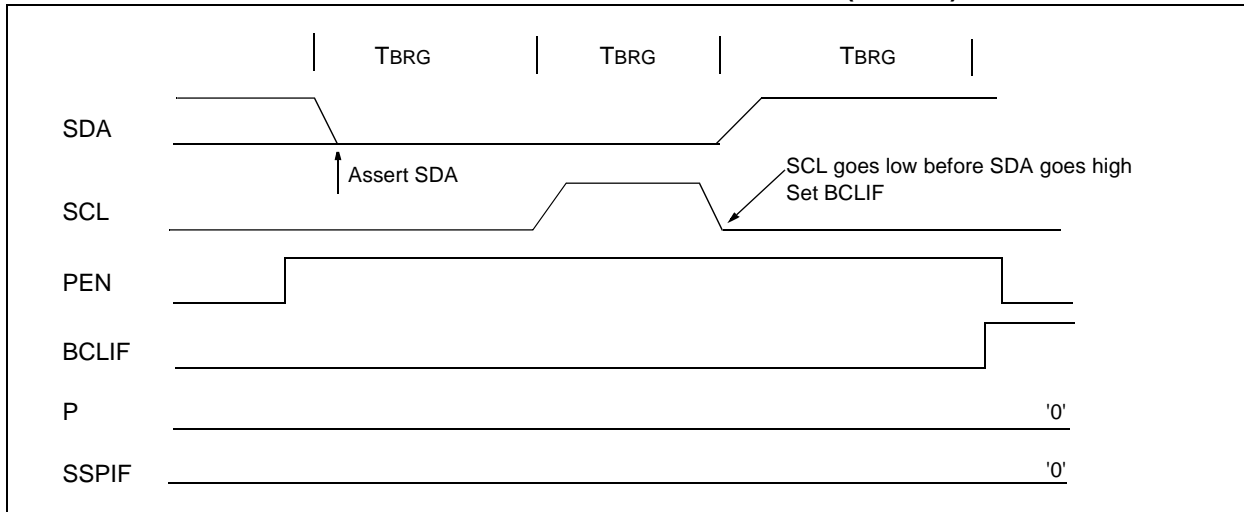 TBRG TBRG TBRG
SDA
Assert SDA
SCL goes low before SDA goes high
Set BCLIF
SCL
PEN
BCLIF
P '0'
SSPIF '0'